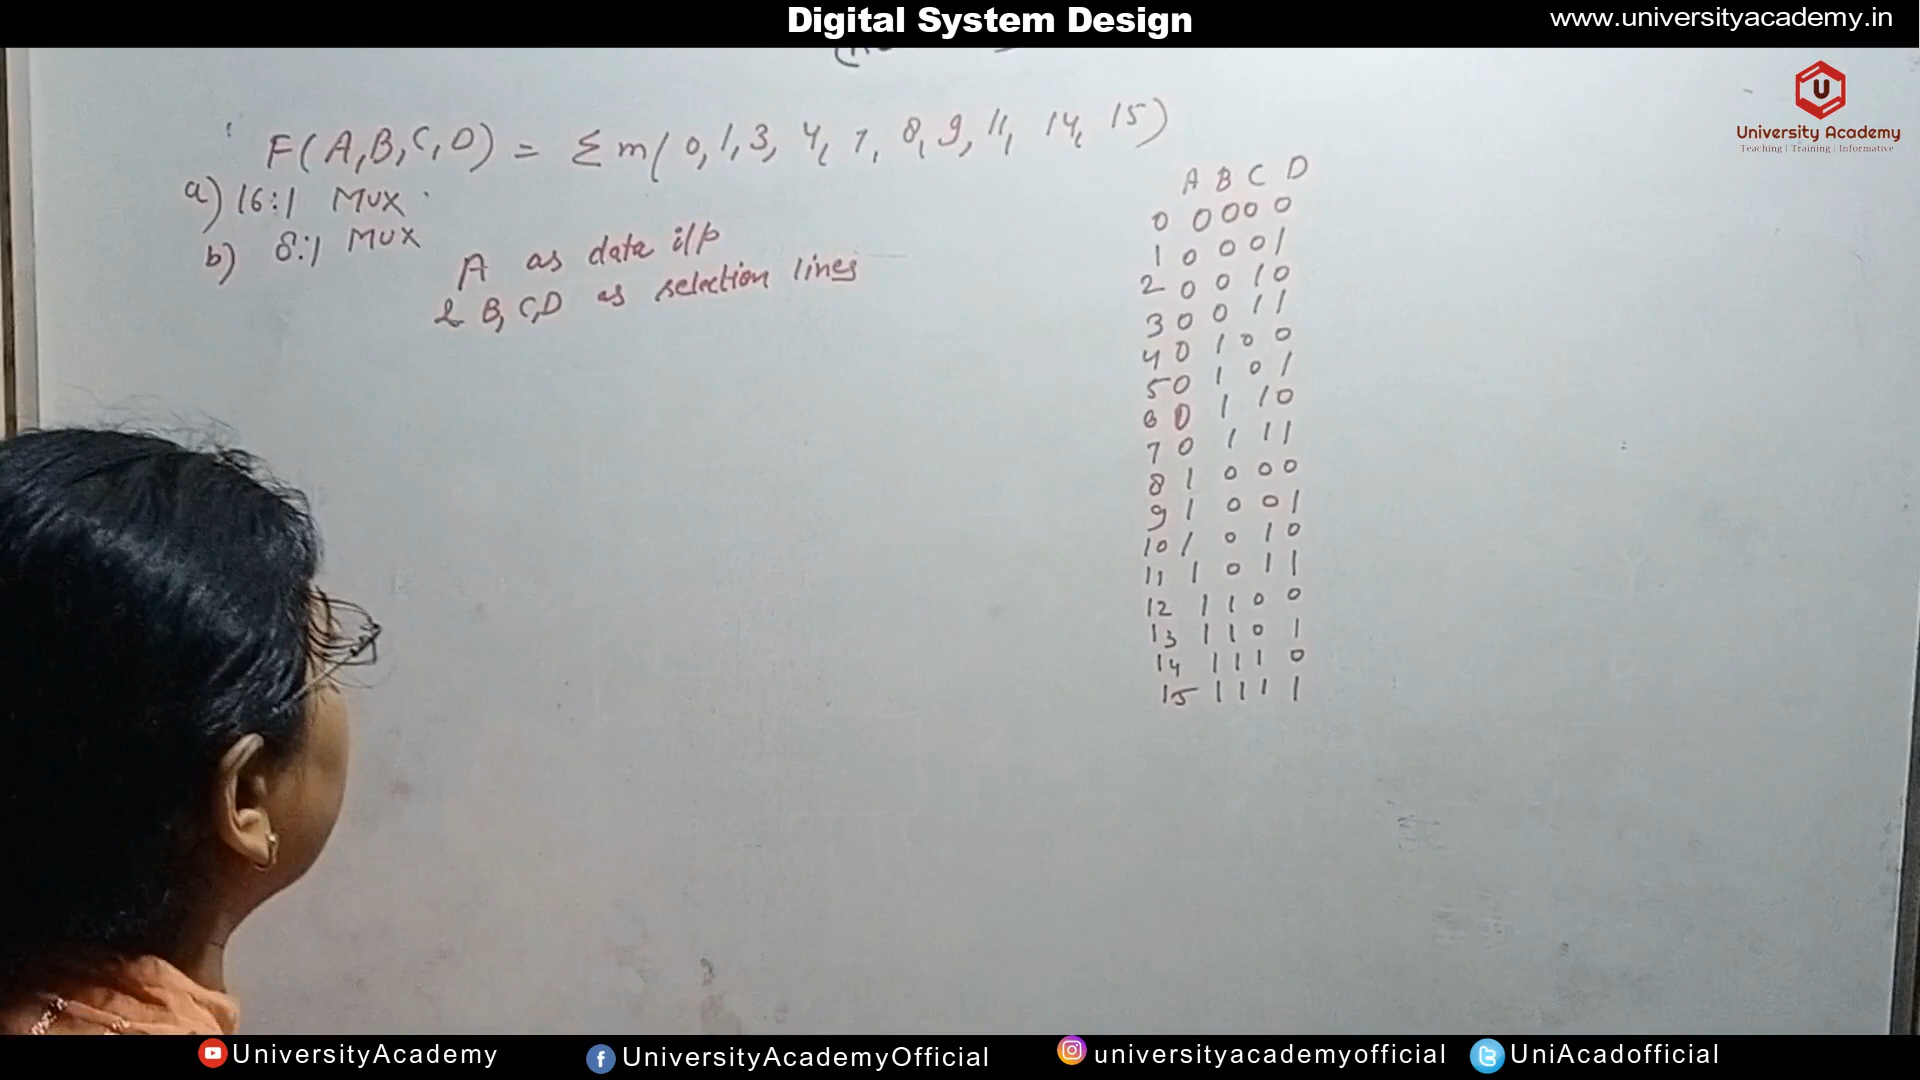 Digital System Design
www.universityacademy.in
U
University Academy
Teaching | Training | Informative
F(A,B,C,D) = Σm(0,1,3,4,7,8,9,11,14,15)
a) 16:1 MUX
b) 8:1 MUX
A as data i/p
& B,C,D as selection lines
A B C D
0 0 0 0 0
1 0 0 0 1
2 0 0 1 0
3 0 0 1 1
4 0 1 0 0
5 0 1 0 1
6 0 1 1 0
7 0 1 1 1
8 1 0 0 0
9 1 0 0 1
10 1 0 1 0
11 1 0 1 1
12 1 1 0 0
13 1 1 0 1
14 1 1 1 0
15 1 1 1 1
UniversityAcademy
UniversityAcademyOfficial
universityacademyofficial
UniAcadofficial